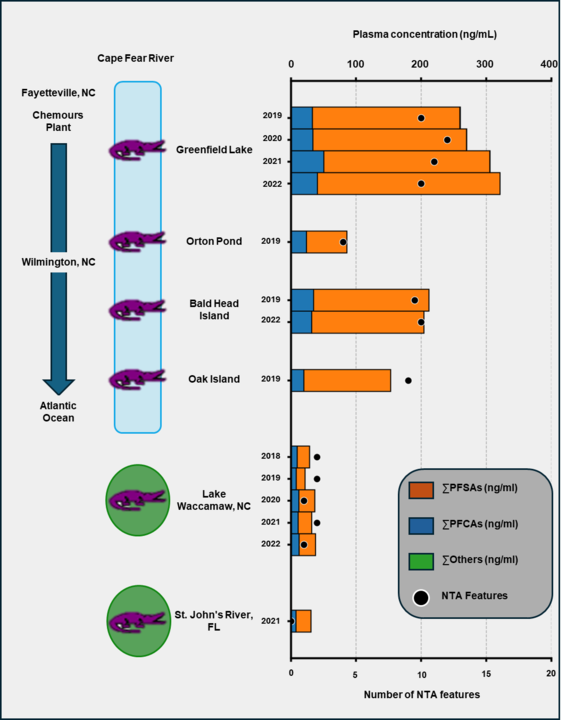 Plasma concentration (ng/mL)
0 100 200 300 400
Cape Fear River
Fayetteville, NC
Chemours
Plant
Greenfield Lake
2019
2020
2021
2022
Orton Pond
2019
Wilmington, NC
Bald Head
Island
2019
2022
Oak Island
2019
Atlantic
Ocean
Lake
Waccamaw, NC
2018
2019
2020
2021
2022
St. John's River,
FL
2021
∑PFSAs (ng/ml)
∑PFCAs (ng/ml)
∑Others (ng/ml)
NTA Features
0 5 10 15 20
Number of NTA features